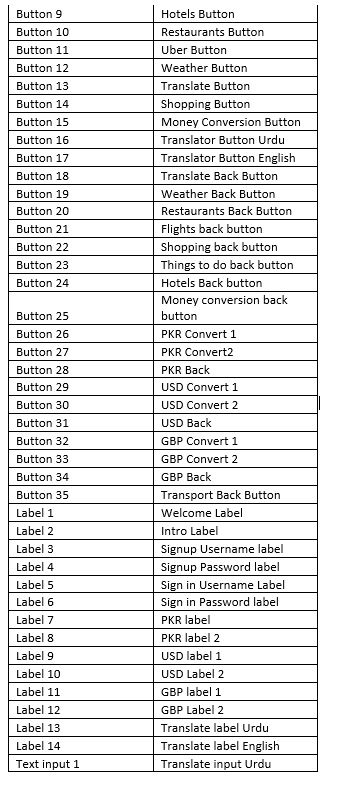 Button 9 Hotels Button
Button 10 Restaurants Button
Button 11 Uber Button
Button 12 Weather Button
Button 13 Translate Button
Button 14 Shopping Button
Button 15 Money Conversion Button
Button 16 Translator Button Urdu
Button 17 Translator Button English
Button 18 Translate Back Button
Button 19 Weather Back Button
Button 20 Restaurants Back Button
Button 21 Flights back button
Button 22 Shopping back button
Button 23 Things to do back button
Button 24 Hotels Back button
Money conversion back
Button 25 button
Button 26 PKR Convert 1
Button 27 PKR Convert2
Button 28 PKR Back
Button 29 USD Convert 1
Button 30 USD Convert 2
Button 31 USD Back
Button 32 GBP Convert 1
Button 33 GBP Convert 2
Button 34 GBP Back
Button 35 Transport Back Button
Label 1 Welcome Label
Label 2 Intro Label
Label 3 Signup Username label
Label 4 Signup Password label
Label 5 Sign in Username Label
Label 6 Sign in Password label
Label 7 PKR label
Label 8 PKR label 2
Label 9 USD label 1
Label 10 USD Label 2
Label 11 GBP label 1
Label 12 GBP Label 2
Label 13 Translate label Urdu
Label 14 Translate label English
Text input 1 Translate input Urdu